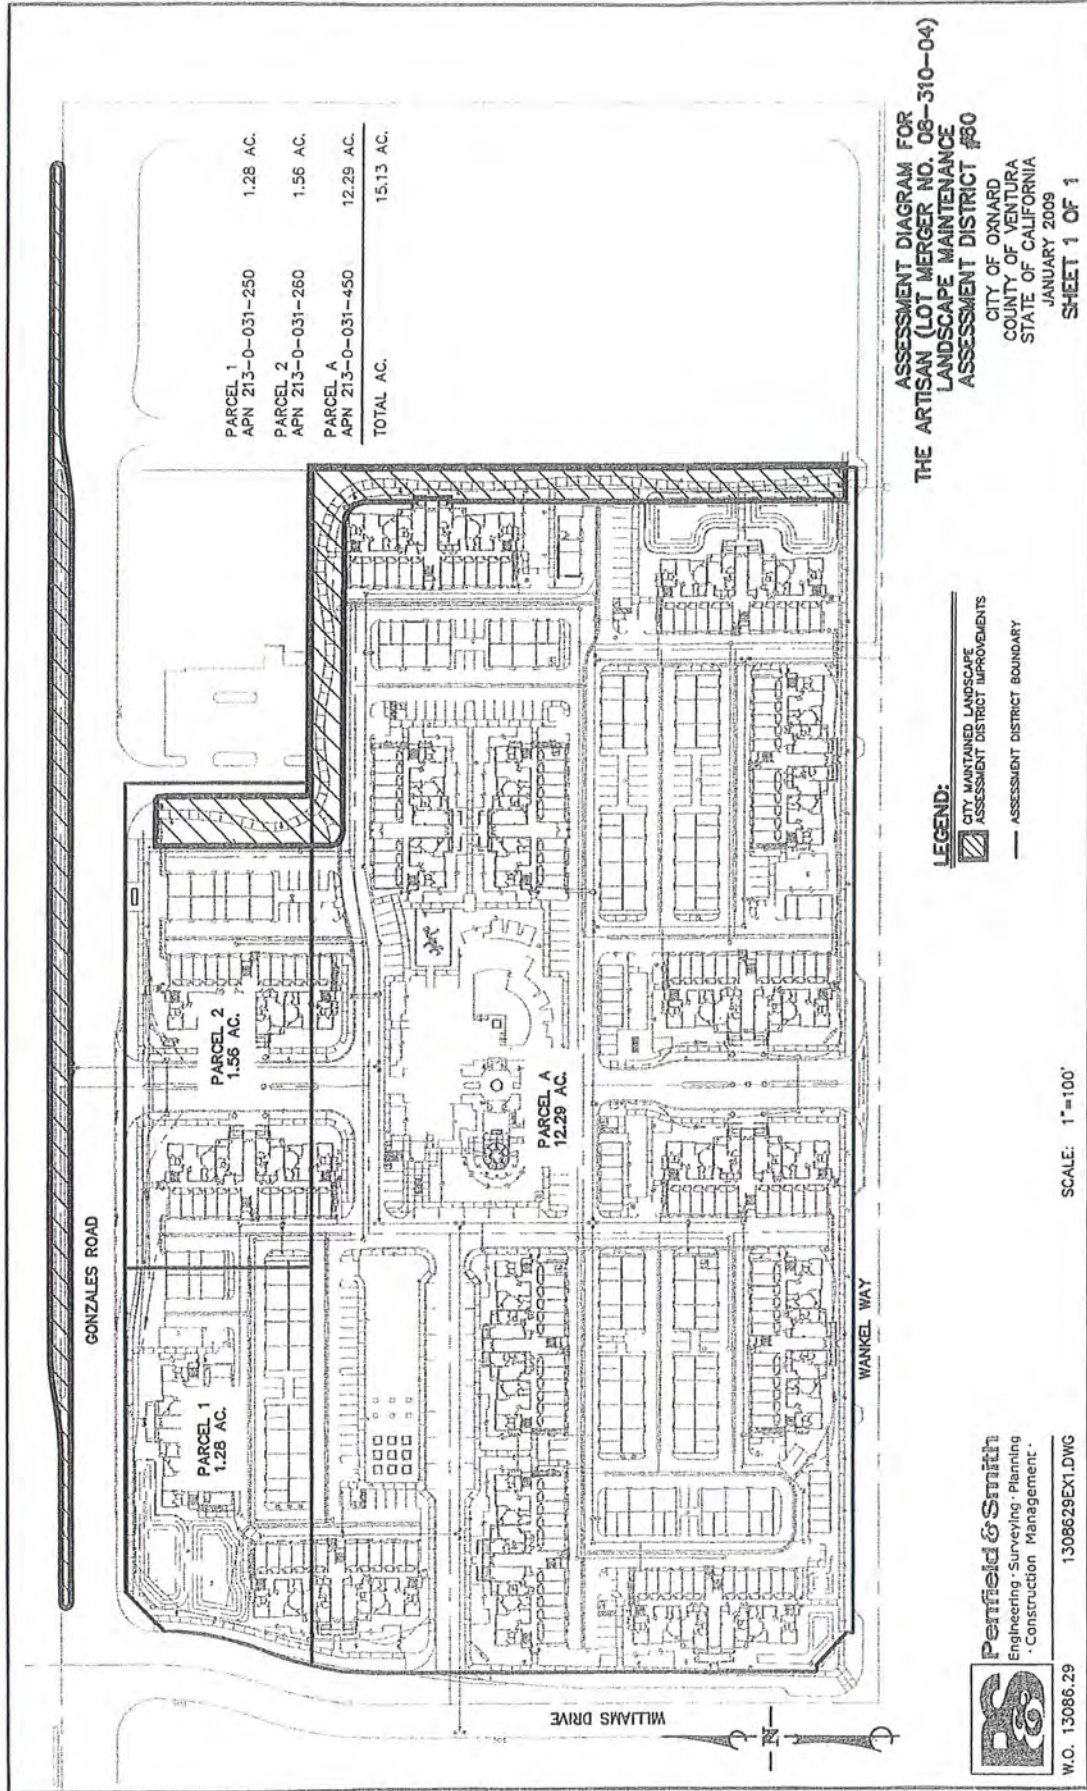 GONZALES ROAD
PARCEL 1
APN 213-0-031-250 1.28 AC.
PARCEL 2
APN 213-0-031-260 1.56 AC.
PARCEL A
APN 213-0-031-450 12.29 AC.
TOTAL AC. 15.13 AC.
PARCEL 1
1.28 AC.
PARCEL 2
1.56 AC.
PARCEL A
12.29 AC.
WILLIAMS DRIVE
WANKEL WAY
N
LEGEND:
CITY MAINTAINED LANDSCAPE
ASSESSMENT DISTRICT IMPROVEMENTS
ASSESSMENT DISTRICT BOUNDARY
ASSESSMENT DIAGRAM FOR
THE ARTISAN (LOT MERGER NO. 08-310-04)
LANDSCAPE MAINTENANCE
ASSESSMENT DISTRICT #60
CITY OF OXNARD
COUNTY OF VENTURA
STATE OF CALIFORNIA
JANUARY 2009
SHEET 1 OF 1
SCALE: 1"=100'
P&S
Penfield & Smith
Engineering · Surveying · Planning
· Construction Management ·
W.O. 13086.29 1308629EX1.DWG